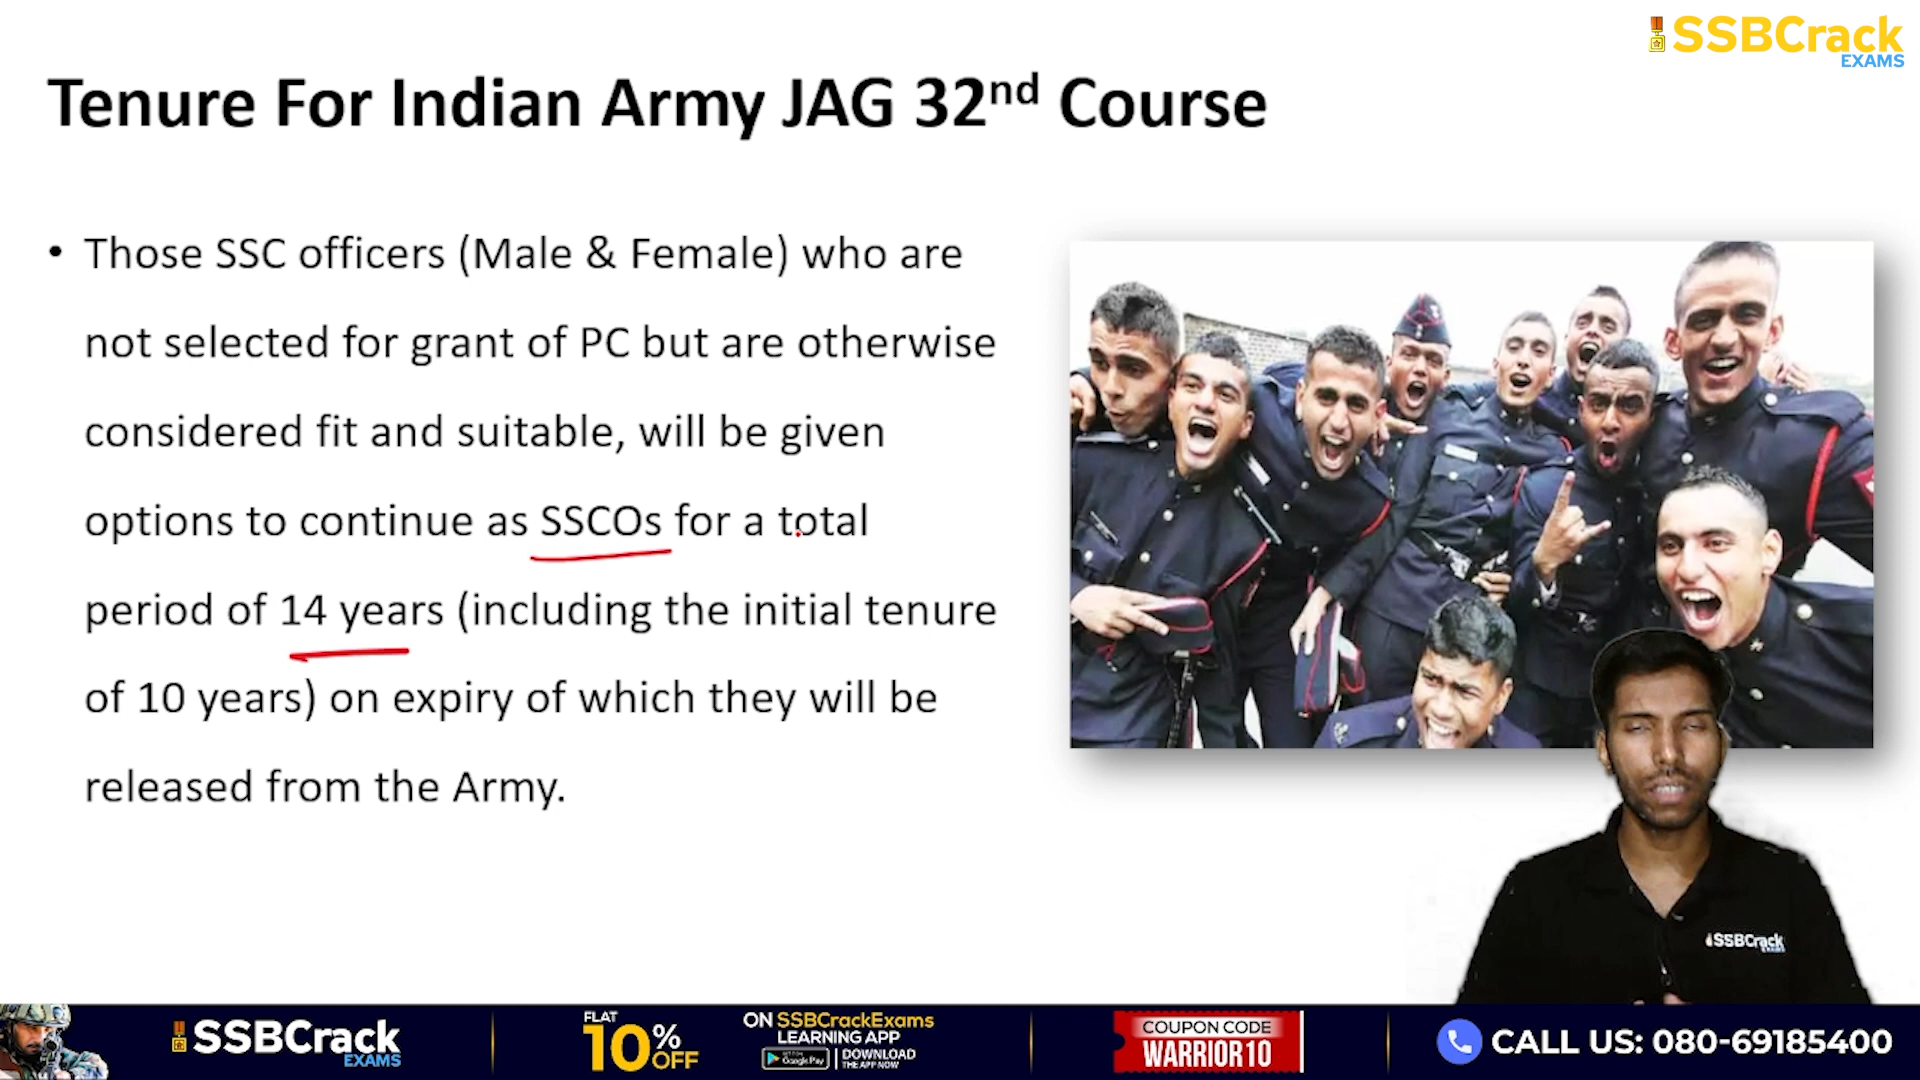 SSBCrack
EXAMS
Tenure For Indian Army JAG 32nd Course
• Those SSC officers (Male & Female) who are
not selected for grant of PC but are otherwise
considered fit and suitable, will be given
options to continue as SSCOs for a total
period of 14 years (including the initial tenure
of 10 years) on expiry of which they will be
released from the Army.
SSBCrack
EXAMS
SSBCrack
EXAMS
FLAT
10% OFF
ON SSBCrackExams
LEARNING APP
Google Play
DOWNLOAD
THE APP NOW
COUPON CODE
WARRIOR10
CALL US: 080-69185400